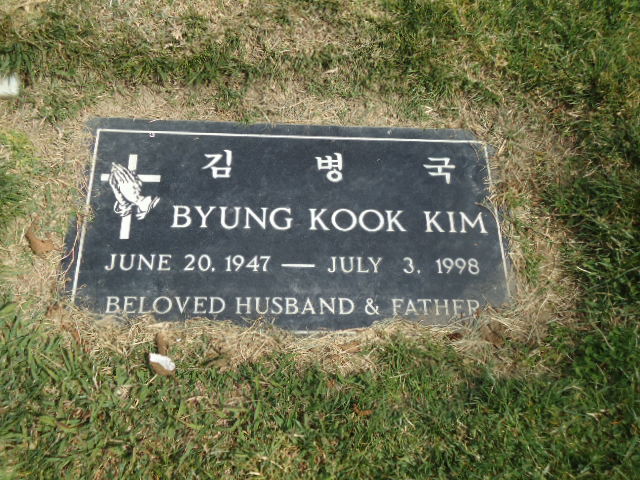 김 병 국
BYUNG KOOK KIM
JUNE 20, 1947 — JULY 3, 1998
BELOVED HUSBAND & FATHER